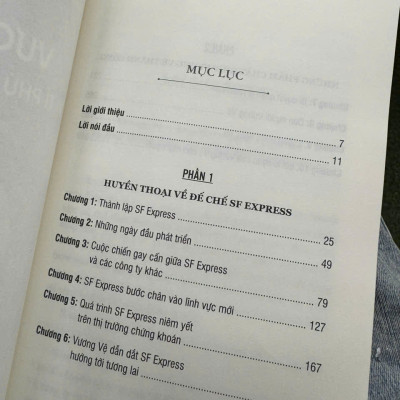 MỤC LỤC
Lời giới thiệu 7
Lời nói đầu 11
PHẦN 1
HUYỀN THOẠI VỀ ĐẾ CHẾ SF EXPRESS
Chương 1: Thành lập SF Express 25
Chương 2: Những ngày đầu phát triển 49
Chương 3: Cuộc chiến gay cấn giữa SF Express
và các công ty khác 79
Chương 4: SF Express bước chân vào lĩnh vực mới 127
Chương 5: Quá trình SF Express niêm yết
trên thị trường chứng khoán 167
Chương 6: Vương Vệ dẫn dắt SF Express
hướng tới tương lai